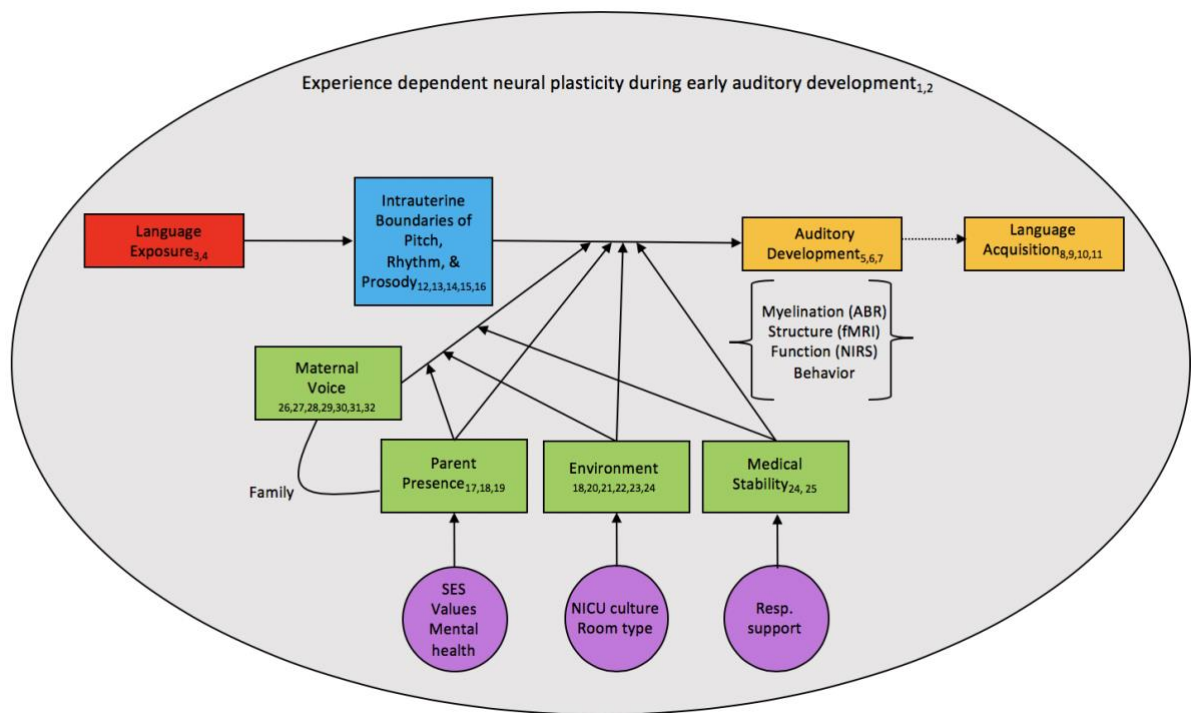 Experience dependent neural plasticity during early auditory development1,2
Language
Exposure3,4
Intrauterine
Boundaries of
Pitch,
Rhythm, &
Prosody12,13,14,15,16
Auditory
Development5,6,7
Language
Acquisition8,9,10,11
Myelination (ABR)
Structure (fMRI)
Function (NIRS)
Behavior
Maternal
Voice
26,27,28,29,30,31,32
Family
Parent
Presence17,18,19
Environment
18,20,21,22,23,24
Medical
Stability24, 25
SES
Values
Mental
health
NICU culture
Room type
Resp.
support